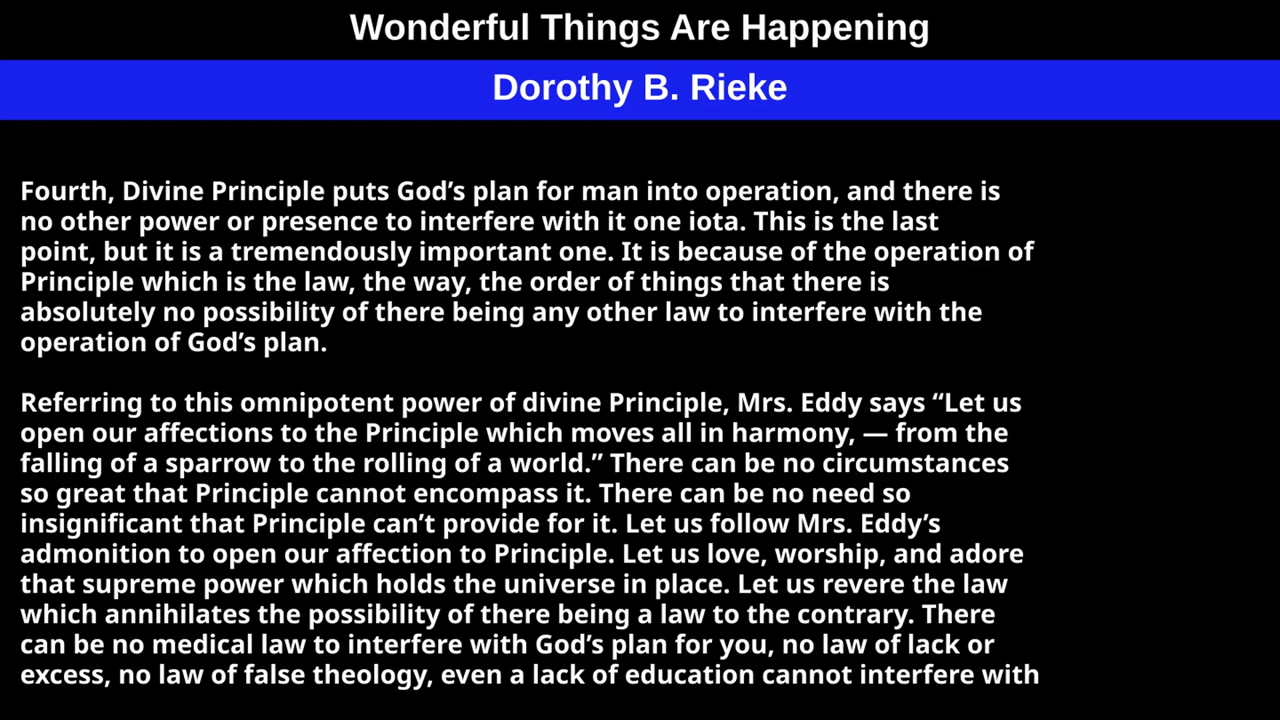 Wonderful Things Are Happening
Dorothy B. Rieke
Fourth, Divine Principle puts God’s plan for man into operation, and there is
no other power or presence to interfere with it one iota. This is the last
point, but it is a tremendously important one. It is because of the operation of
Principle which is the law, the way, the order of things that there is
absolutely no possibility of there being any other law to interfere with the
operation of God’s plan.
Referring to this omnipotent power of divine Principle, Mrs. Eddy says “Let us
open our affections to the Principle which moves all in harmony, — from the
falling of a sparrow to the rolling of a world.” There can be no circumstances
so great that Principle cannot encompass it. There can be no need so
insignificant that Principle can’t provide for it. Let us follow Mrs. Eddy’s
admonition to open our affection to Principle. Let us love, worship, and adore
that supreme power which holds the universe in place. Let us revere the law
which annihilates the possibility of there being a law to the contrary. There
can be no medical law to interfere with God’s plan for you, no law of lack or
excess, no law of false theology, even a lack of education cannot interfere with